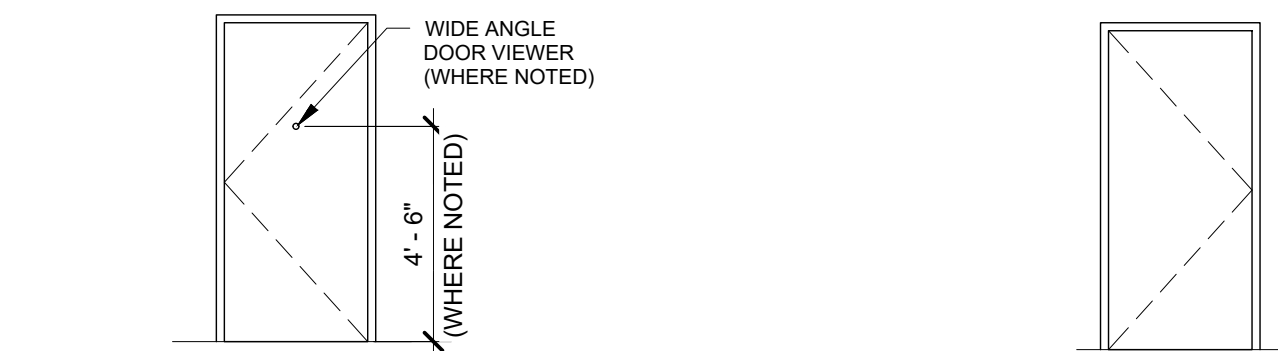 WIDE ANGLE
DOOR VIEWER
(WHERE NOTED)
4' - 6"
(WHERE NOTED)